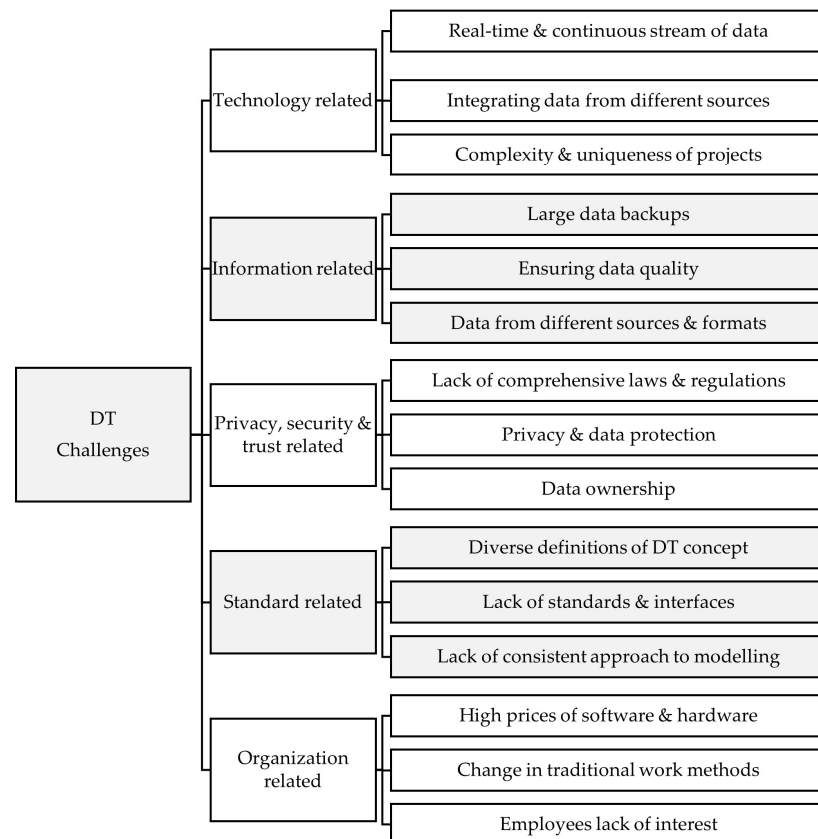 DT
Challenges
Technology related
Real-time & continuous stream of data
Integrating data from different sources
Complexity & uniqueness of projects
Information related
Large data backups
Ensuring data quality
Data from different sources & formats
Privacy, security &
trust related
Lack of comprehensive laws & regulations
Privacy & data protection
Data ownership
Standard related
Diverse definitions of DT concept
Lack of standards & interfaces
Lack of consistent approach to modelling
Organization
related
High prices of software & hardware
Change in traditional work methods
Employees lack of interest